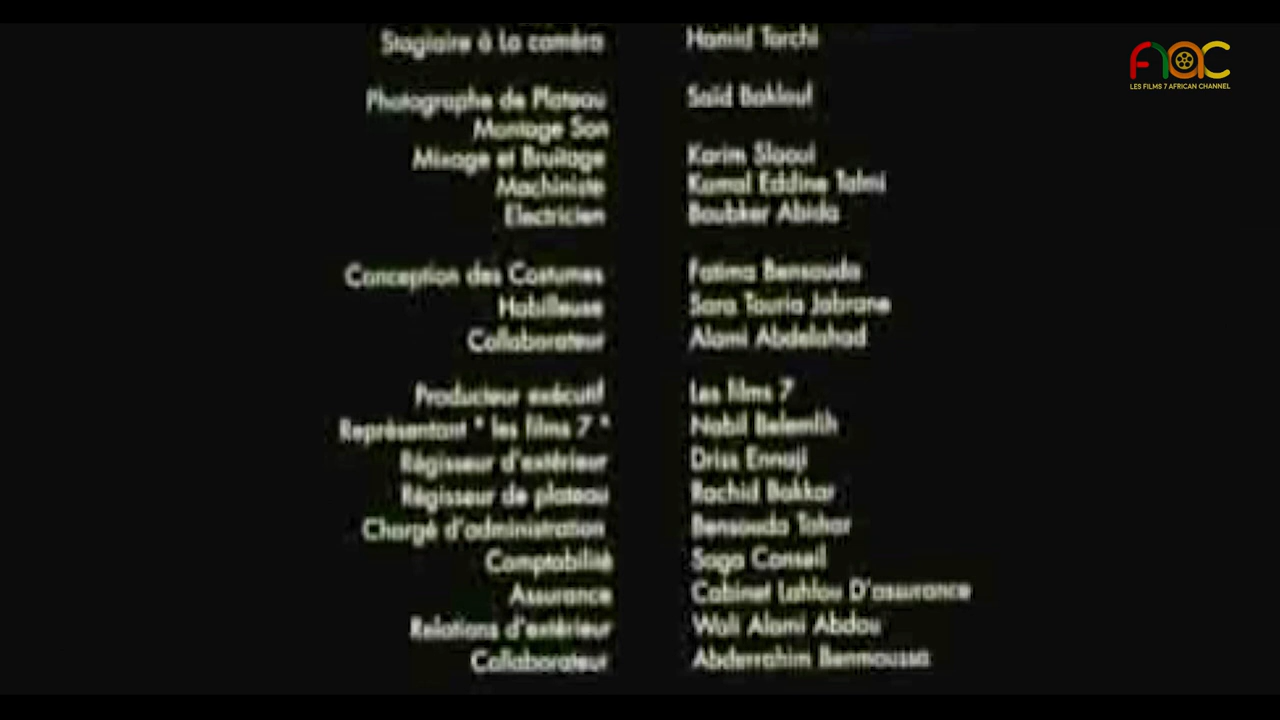 Stagiaire à la caméra Hamid Tarchi
Photographe de Plateau Said Baklouf
Montage Son
Mixage et Bruitage Karim Slaoui
Machiniste Kamal Eddine Talmi
Electricien Boubker Abida
Conception des Costumes Fatima Bensouda
Habilleuse Sara Touria Jabrane
Collaborateur Alami Abdelahad
Producteur exécutif Les films 7
Représentant " les films 7 " Nabil Belemlih
Régisseur d'extérieur Driss Ennaji
Régisseur de plateau Rachid Bakkar
Chargé d'administration Bensouda Tahar
Comptabilité Saga Conseil
Assurance Cabinet Lahlou D'assurance
Relations d'extérieur Wali Alami Abdou
Collaborateur Abderrahim Benmoussa
F7AC
LES FILMS 7 AFRICAN CHANNEL